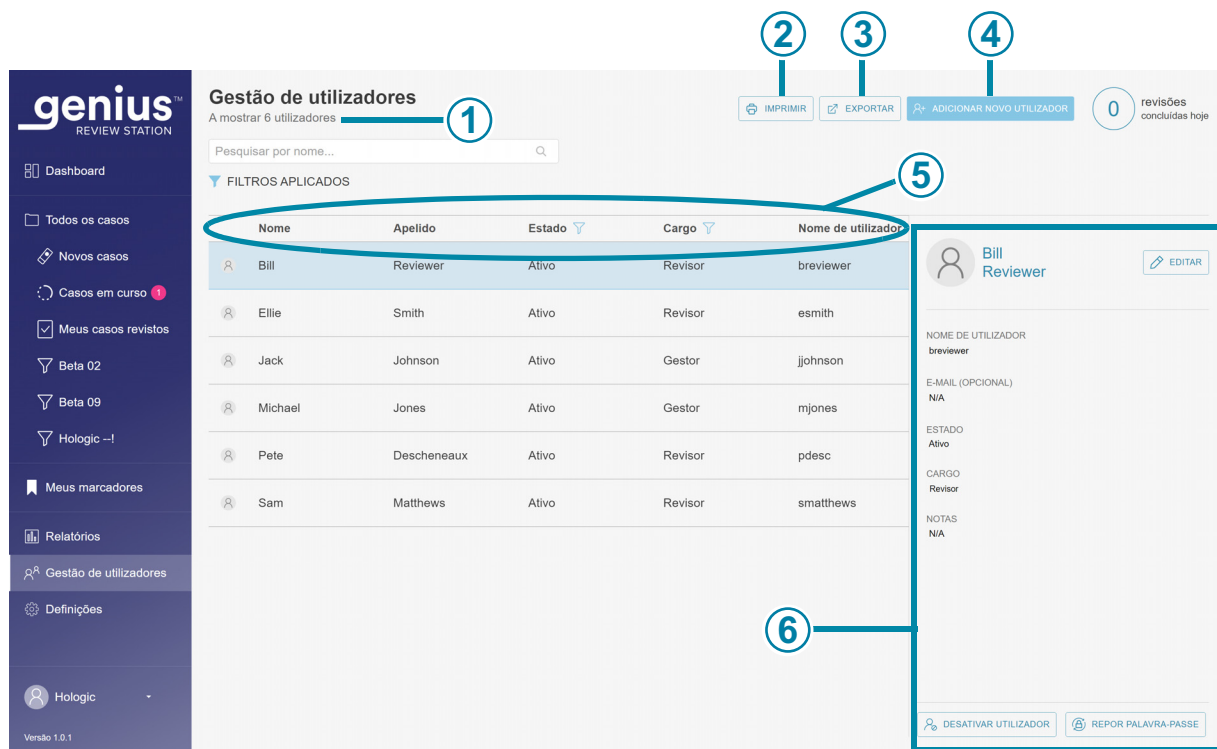 2
3
4
genius™
REVIEW STATION
Dashboard
Todos os casos
Novos casos
Casos em curso 1
Meus casos revistos
Beta 02
Beta 09
Hologic --!
Meus marcadores
Relatórios
Gestão de utilizadores
Definições
Hologic
Versão 1.0.1
Gestão de utilizadores
A mostrar 6 utilizadores
1
IMPRIMIR
EXPORTAR
ADICIONAR NOVO UTILIZADOR
0 revisões
concluídas hoje
Pesquisar por nome...
FILTROS APLICADOS
5
Nome Apelido Estado Cargo Nome de utilizador
Bill Reviewer Ativo Revisor breviewer
Ellie Smith Ativo Revisor esmith
Jack Johnson Ativo Gestor jjohnson
Michael Jones Ativo Gestor mjones
Pete Descheneaux Ativo Revisor pdesc
Sam Matthews Ativo Revisor smatthews
6
Bill
Reviewer
EDITAR
NOME DE UTILIZADOR
breviewer
E-MAIL (OPCIONAL)
N/A
ESTADO
Ativo
CARGO
Revisor
NOTAS
N/A
DESATIVAR UTILIZADOR
REPOR PALAVRA-PASSE